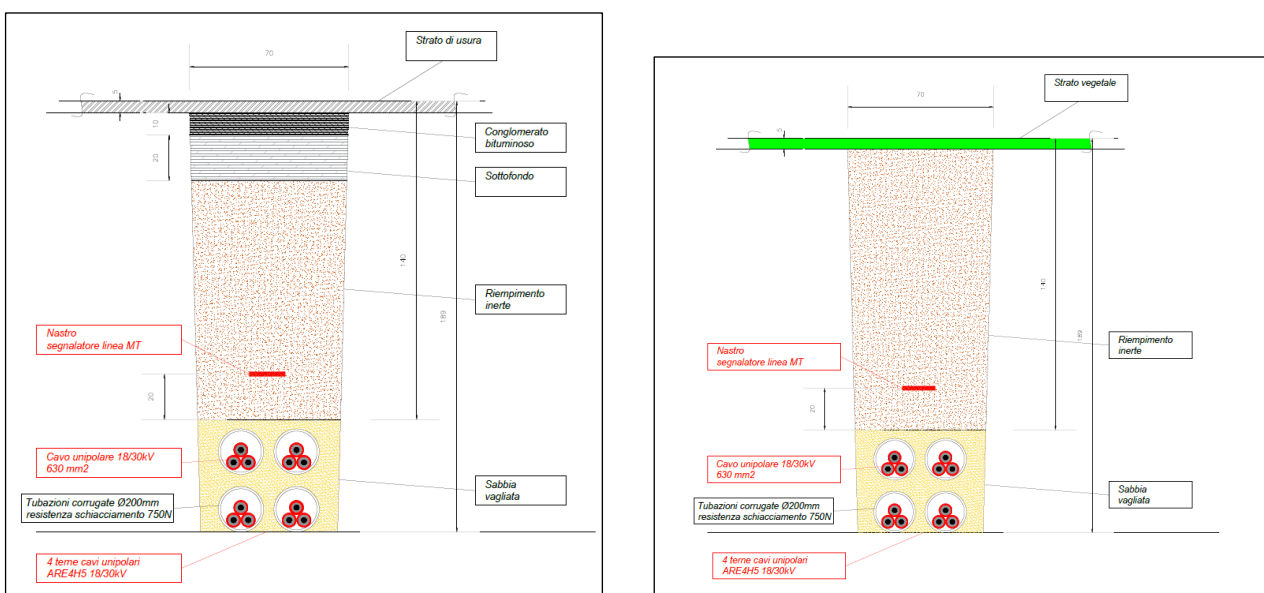 Strato di usura
70
5
10
Conglomerato
bituminoso
20
Sottofondo
140
189
Riempimento
inerte
Nastro
segnalatore linea MT
20
Cavo unipolare 18/30kV
630 mm2
Sabbia
vagliata
Tubazioni corrugate Ø200mm
resistenza schiacciamento 750N
4 terne cavi unipolari
ARE4H5 18/30kV
Strato vegetale
70
5
140
189
Riempimento
inerte
Nastro
segnalatore linea MT
20
Cavo unipolare 18/30kV
630 mm2
Sabbia
vagliata
Tubazioni corrugate Ø200mm
resistenza schiacciamento 750N
4 terne cavi unipolari
ARE4H5 18/30kV